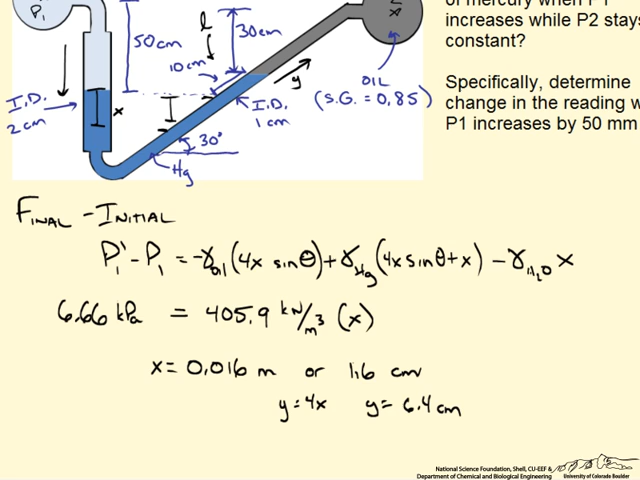 of mercury when P1
increases while P2 stays
constant?
Specifically, determine
change in the reading w
P1 increases by 50 mm
P₁
50cm
l
30cm
10cm
y
OIL
(S.G. = 0.85)
I.D.
2cm
x
I.D.
1cm
30°
Hg
FINAL - INITIAL
P₁' - P₁ = -γoil (4x sinθ) + γHg (4x sinθ + x) - γH₂O x
6.66 kPa = 405.9 kN/m³ (x)
x = 0.016 m or 1.6 cm
y = 4x y = 6.4 cm
National Science Foundation, Shell, CU-EEF &
Department of Chemical and Biological Engineering
University of Colorado Boulder